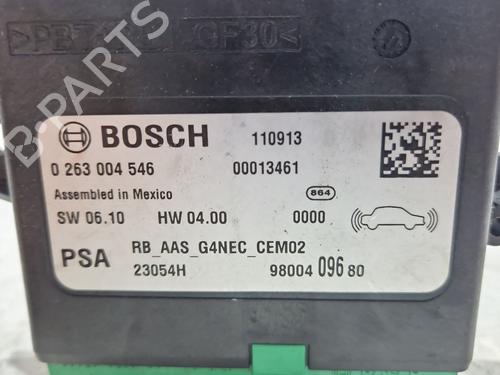 BOSCH 110913
0 263 004 546 00013461
Assembled in Mexico 864
SW 06.10 HW 04.00 0000
PSA RB_AAS_G4NEC_CEM02
23054H 98004 096 80
B-PARTS